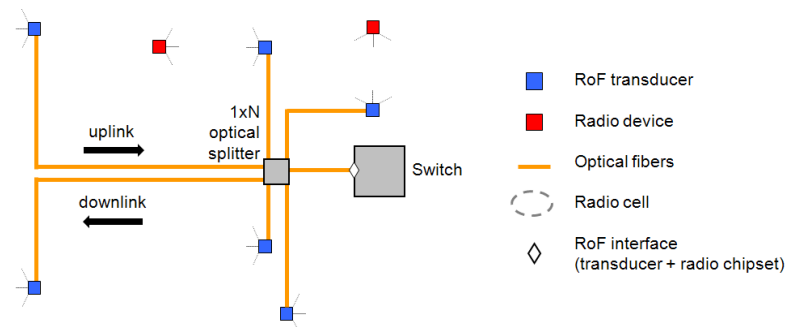 1xN
optical
splitter
uplink
downlink
Switch
RoF transducer
Radio device
Optical fibers
Radio cell
RoF interface
(transducer + radio chipset)